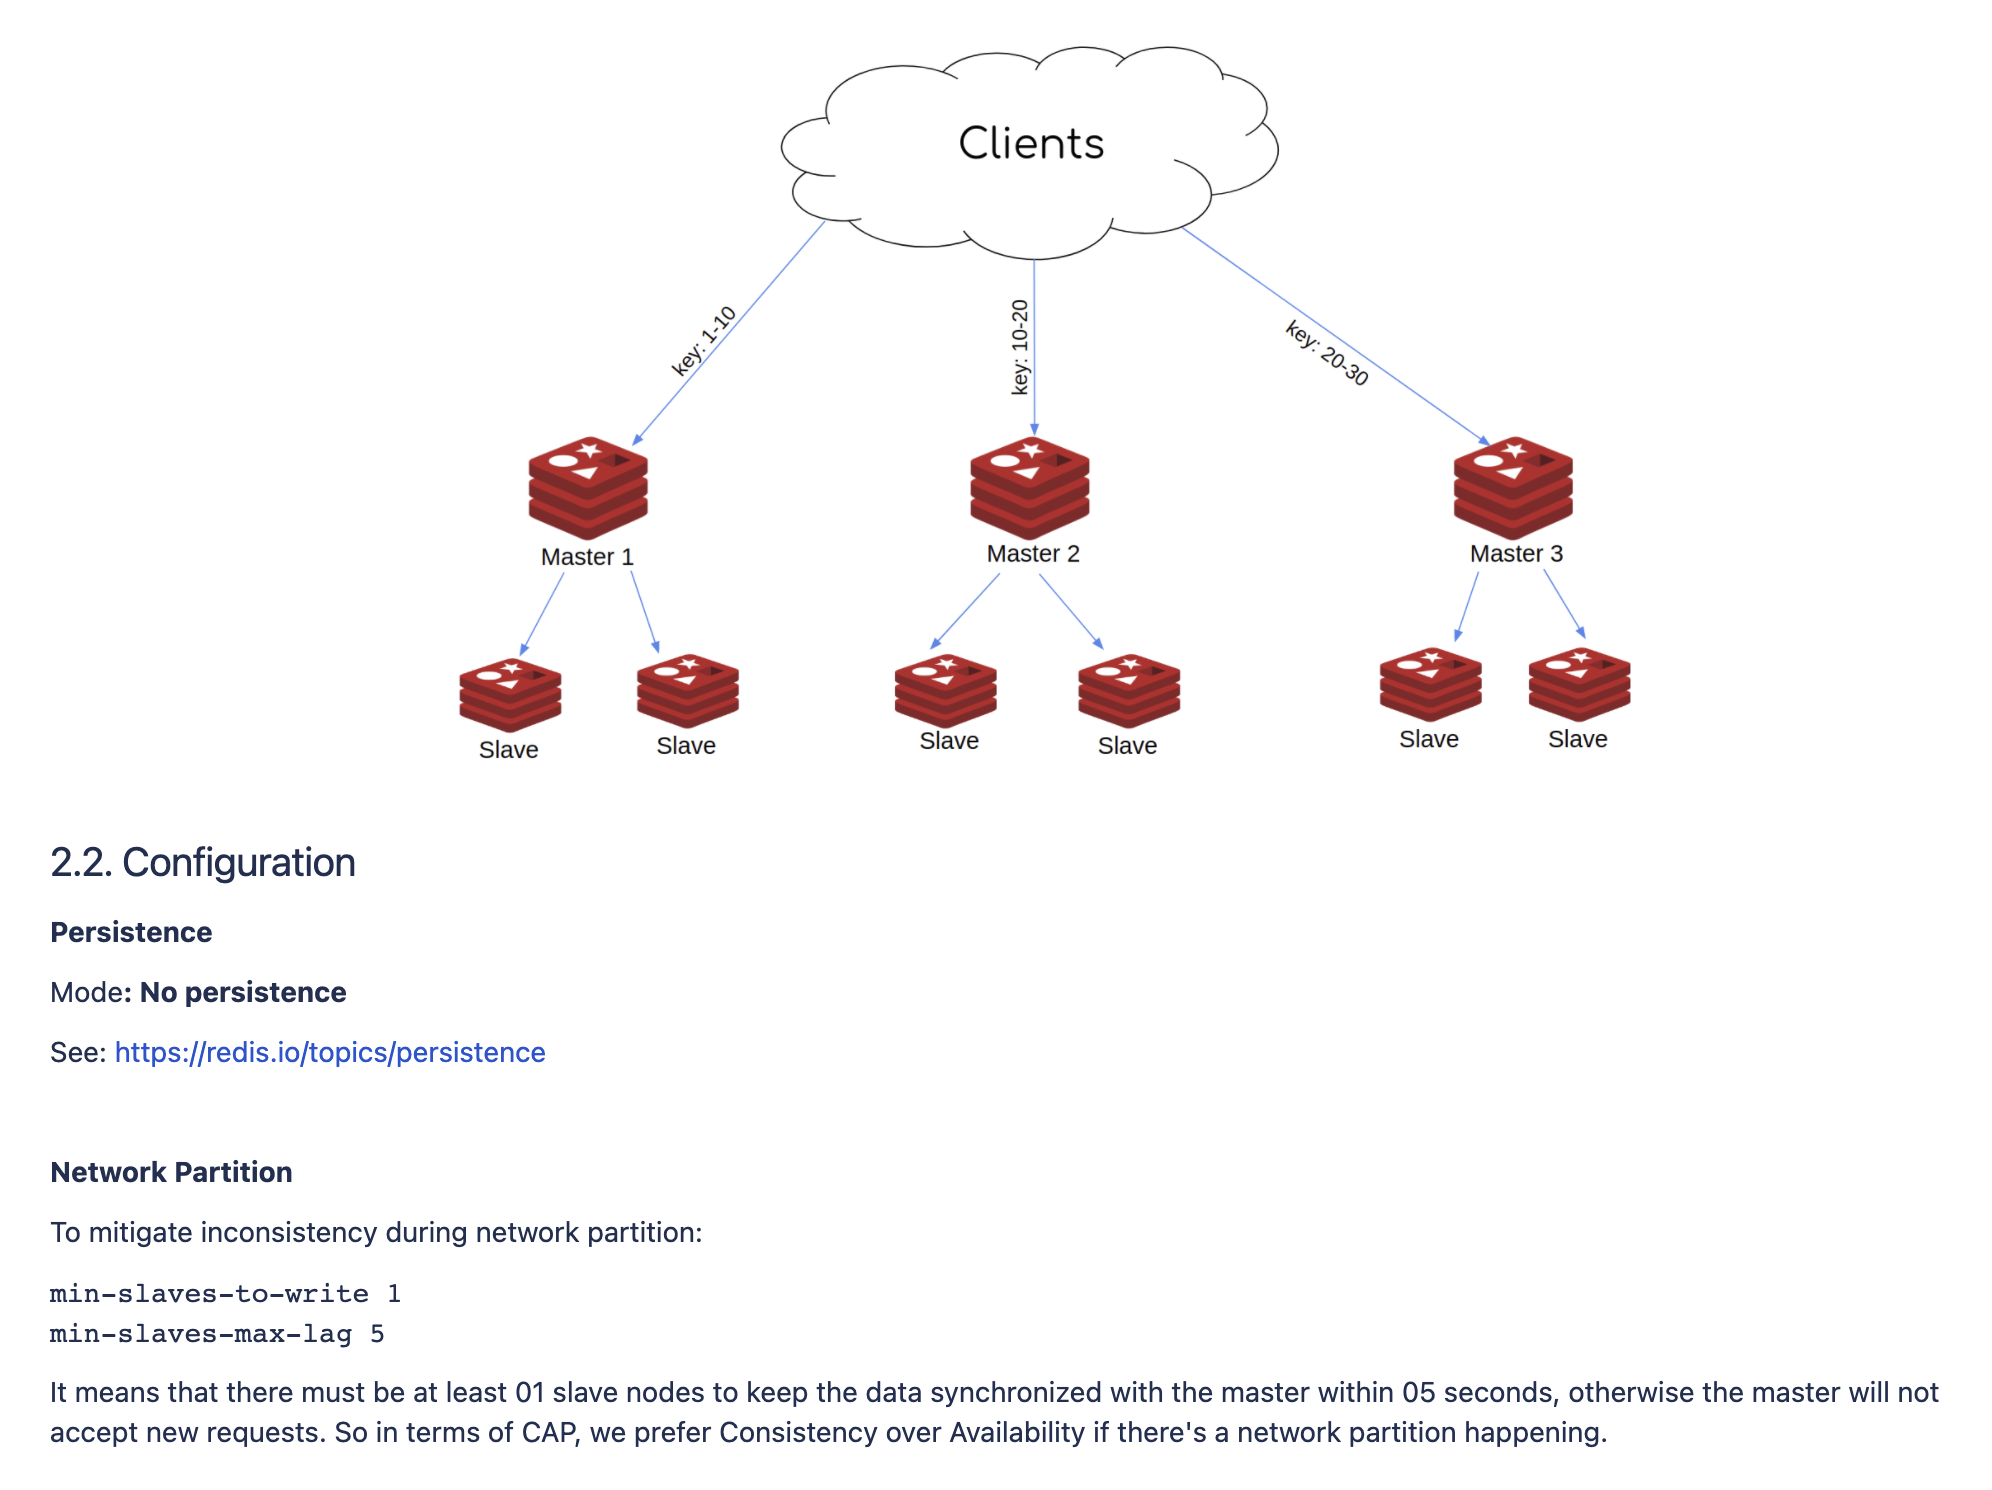 Clients
key: 1-10
key: 10-20
key: 20-30
Master 1
Master 2
Master 3
Slave
Slave
Slave
Slave
Slave
Slave
2.2. Configuration
Persistence
Mode: No persistence
See: https://redis.io/topics/persistence
Network Partition
To mitigate inconsistency during network partition:
min-slaves-to-write 1
min-slaves-max-lag 5
It means that there must be at least 01 slave nodes to keep the data synchronized with the master within 05 seconds, otherwise the master will not
accept new requests. So in terms of CAP, we prefer Consistency over Availability if there's a network partition happening.